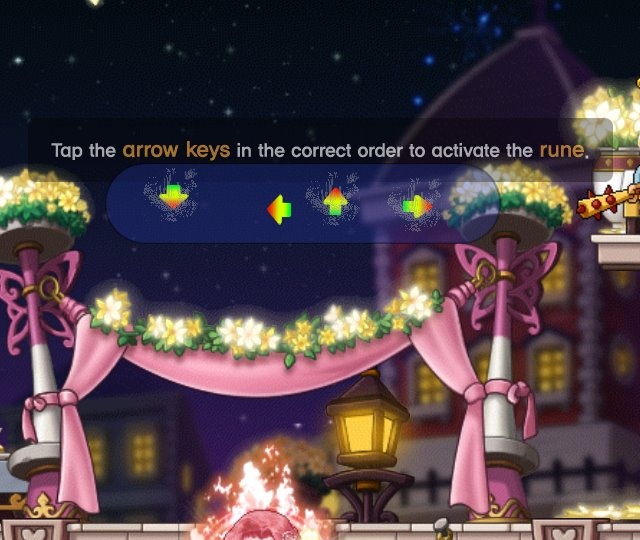 Tap the arrow keys in the correct order to activate the rune.